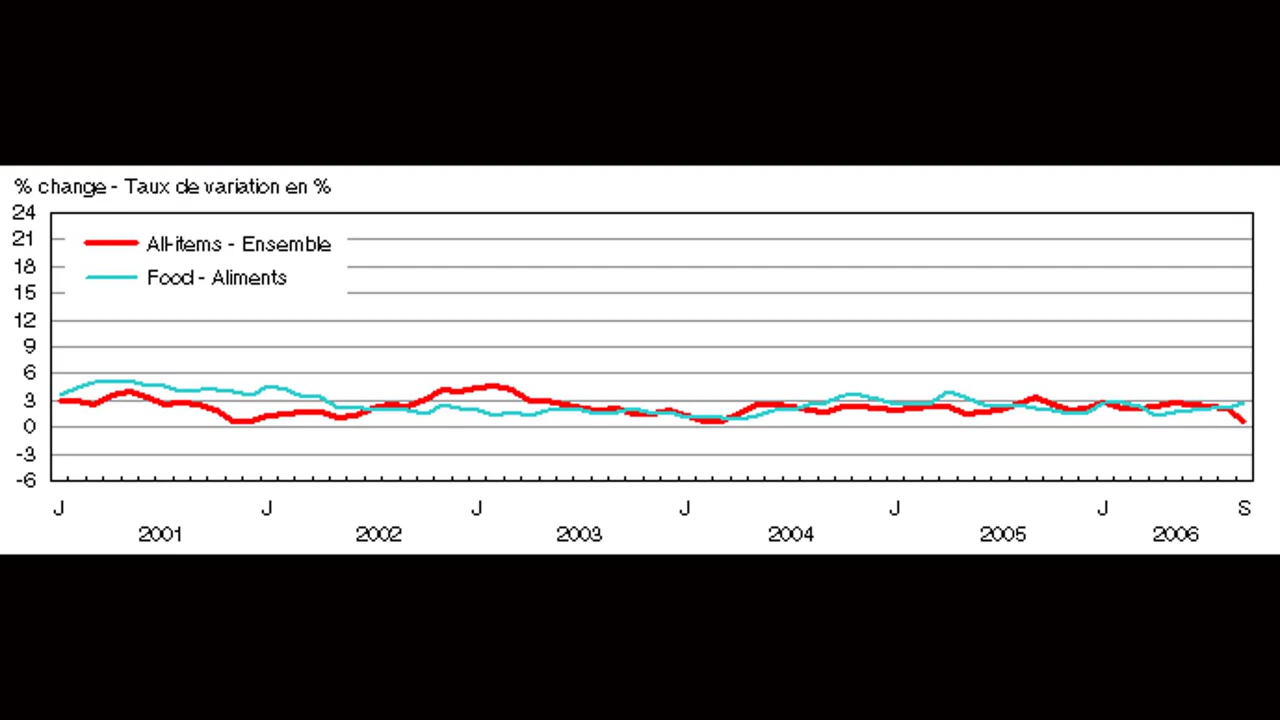 % change - Taux de variation en %
24
21
All-items - Ensemble
18
Food - Aliments
15
12
9
6
3
0
-3
-6
J J J J J J S
2001 2002 2003 2004 2005 2006